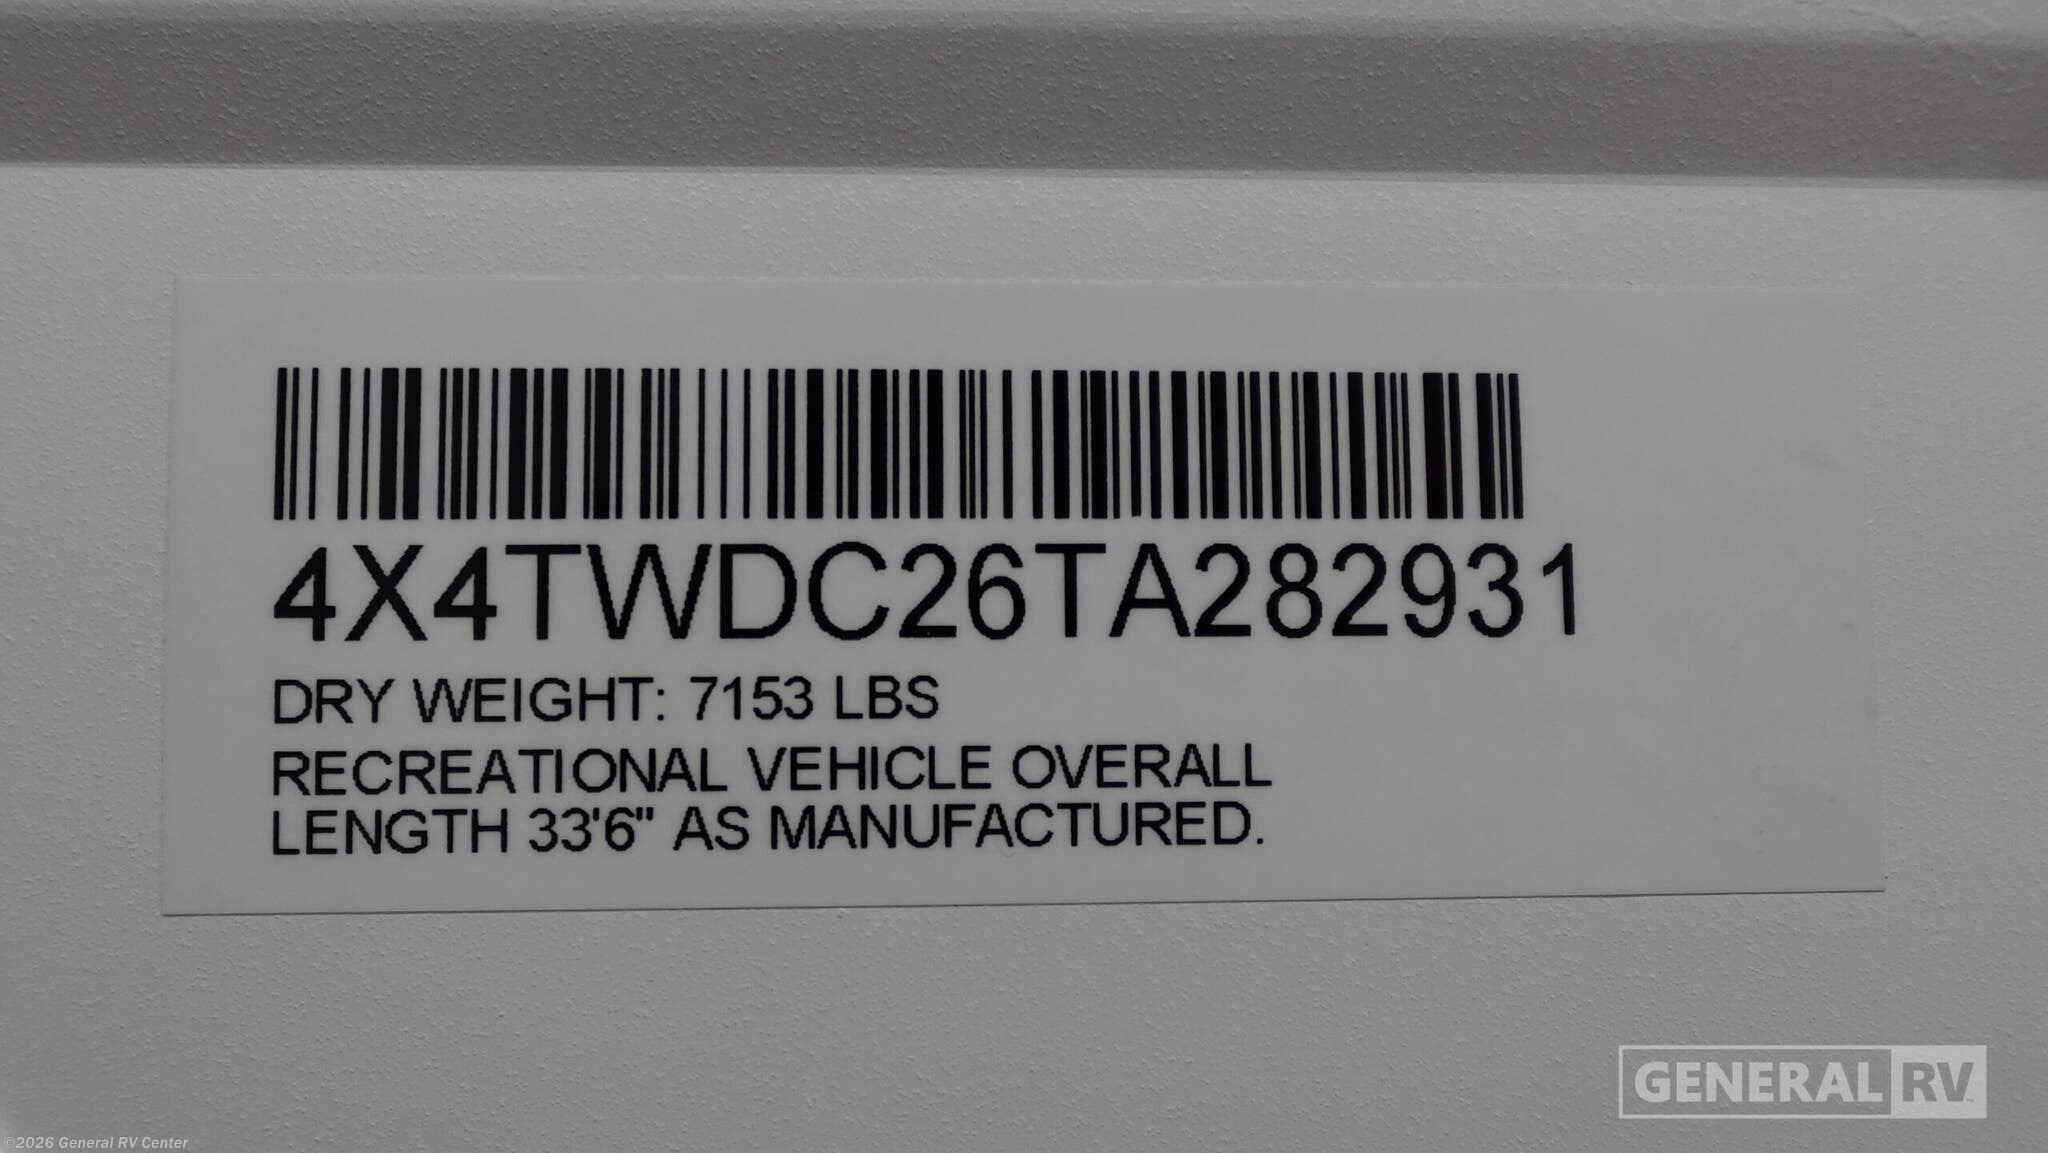 4X4TWDC26TA282931
DRY WEIGHT: 7153 LBS
RECREATIONAL VEHICLE OVERALL
LENGTH 33'6" AS MANUFACTURED.
GENERAL RV
©2026 General RV Center